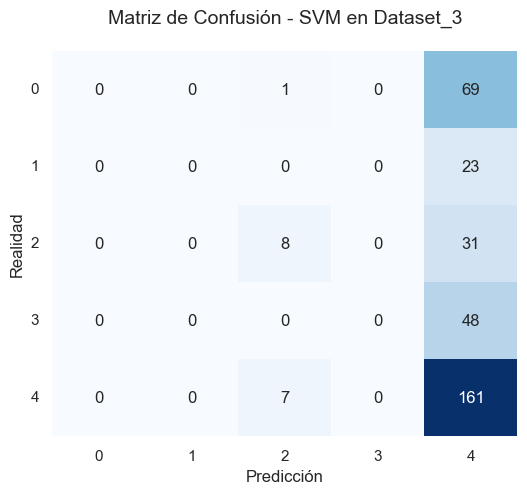 Matriz de Confusión - SVM en Dataset_3
0 0 0 1 0 69
1 0 0 0 0 23
Realidad
2 0 0 8 0 31
3 0 0 0 0 48
4 0 0 7 0 161
0 1 2 3 4
Predicción